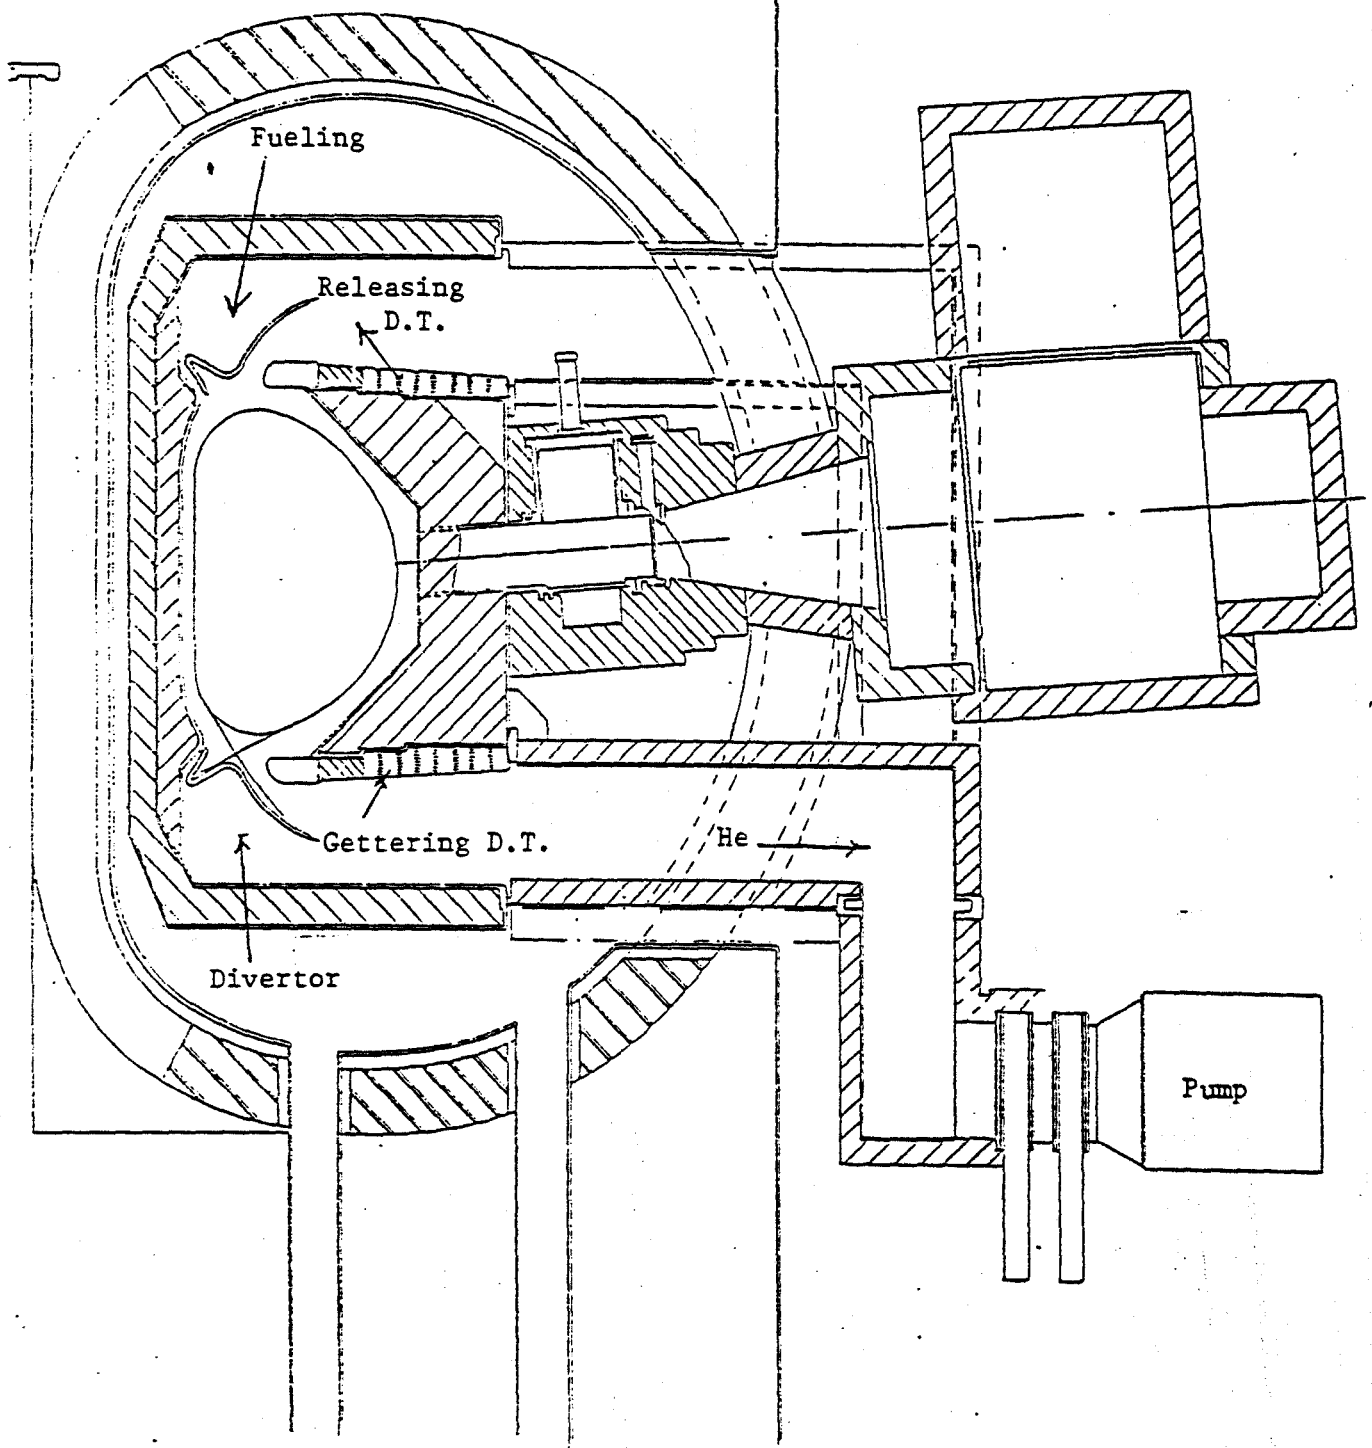 Fueling
Releasing
D.T.
Gettering D.T.
He
Divertor
Pump